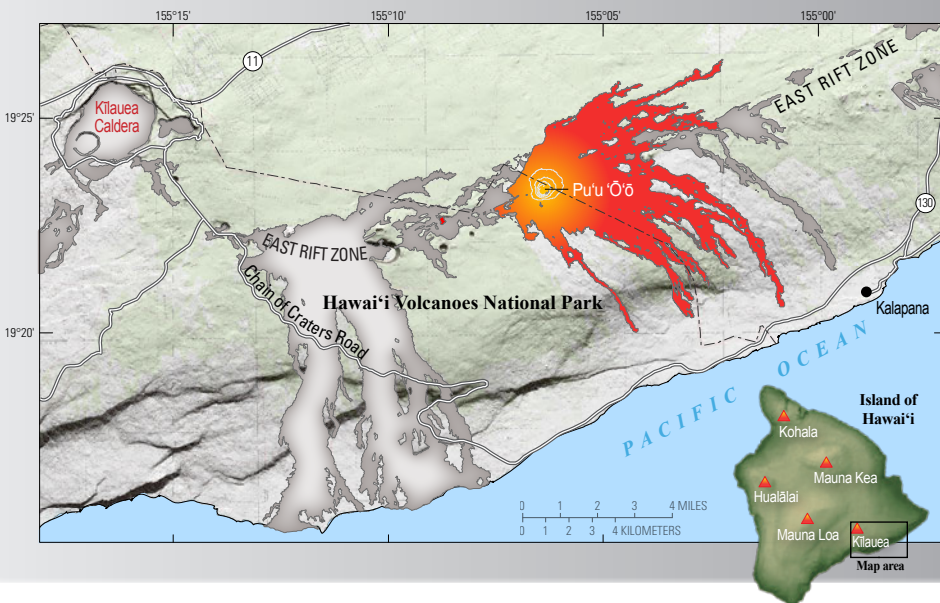 155°15'
155°10'
155°05'
155°00'
11
EAST RIFT ZONE
19°25'
Kīlauea
Caldera
Pu‘u ‘Ō‘ō
130
EAST RIFT ZONE
Chain of Craters Road
Hawai‘i Volcanoes National Park
Kalapana
19°20'
PACIFIC OCEAN
Island of
Hawai‘i
Kohala
Mauna Kea
Hualālai
Mauna Loa
Kīlauea
Map area
0 1 2 3 4 MILES
0 1 2 3 4 KILOMETERS